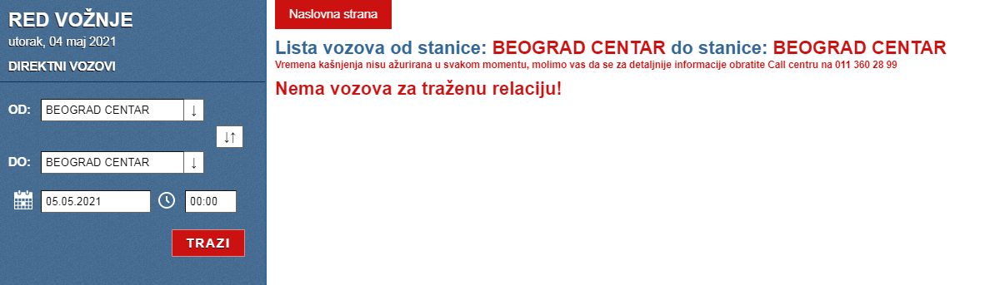 RED VOŽNJE
utorak, 04 maj 2021
DIREKTNI VOZOVI
OD: BEOGRAD CENTAR ↓
↓↑
DO: BEOGRAD CENTAR ↓
05.05.2021 00:00
TRAZI
Naslovna strana
Lista vozova od stanice: BEOGRAD CENTAR do stanice: BEOGRAD CENTAR
Vremena kašnjenja nisu ažurirana u svakom momentu, molimo vas da se za detaljnije informacije obratite Call centru na 011 360 28 99
Nema vozova za traženu relaciju!